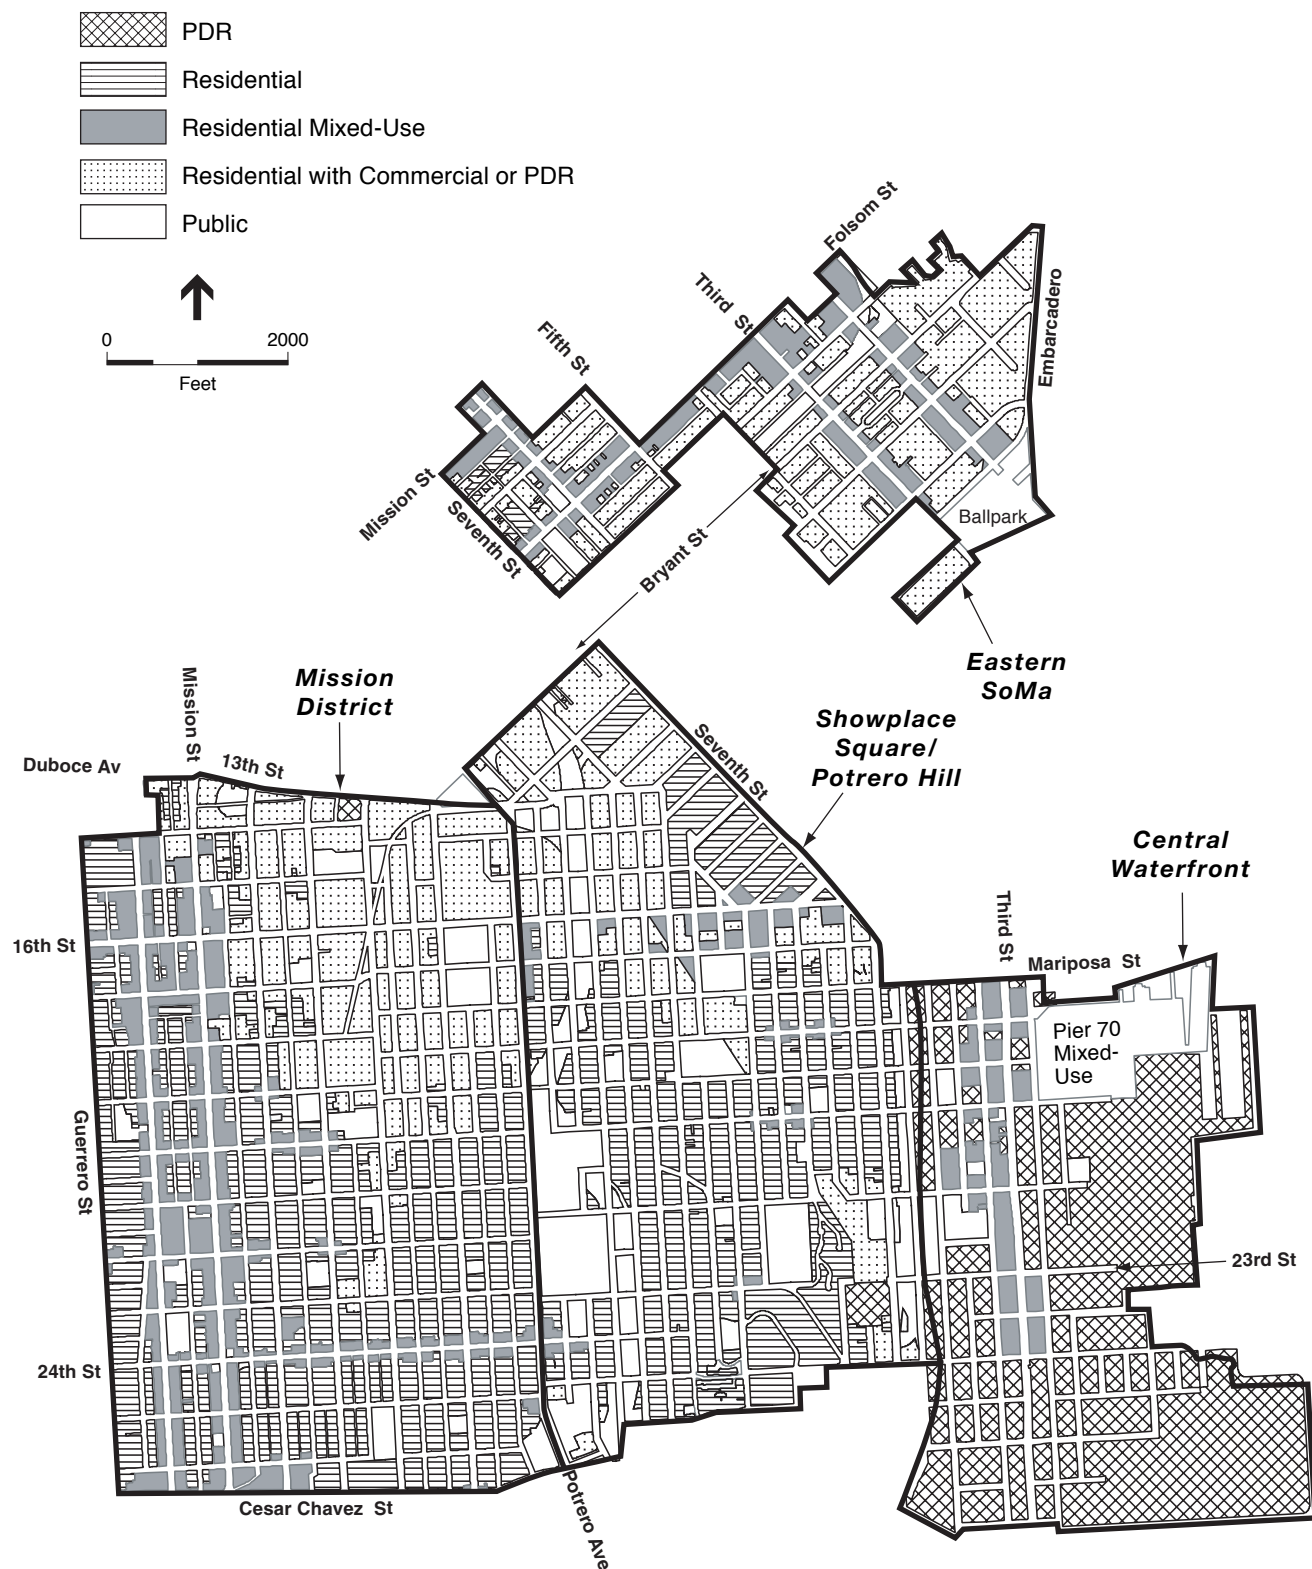 PDR
Residential
Residential Mixed-Use
Residential with Commercial or PDR
Public
0 2000
Feet
Folsom St
Third St
Fifth St
Embarcadero
Mission St
Seventh St
Ballpark
Bryant St
Eastern
SoMa
Mission
District
Mission St
Duboce Av
13th St
Seventh St
Showplace
Square/
Potrero Hill
Central
Waterfront
16th St
Third St
Mariposa St
Pier 70
Mixed-
Use
Guerrero St
23rd St
24th St
Cesar Chavez St
Potrero Ave